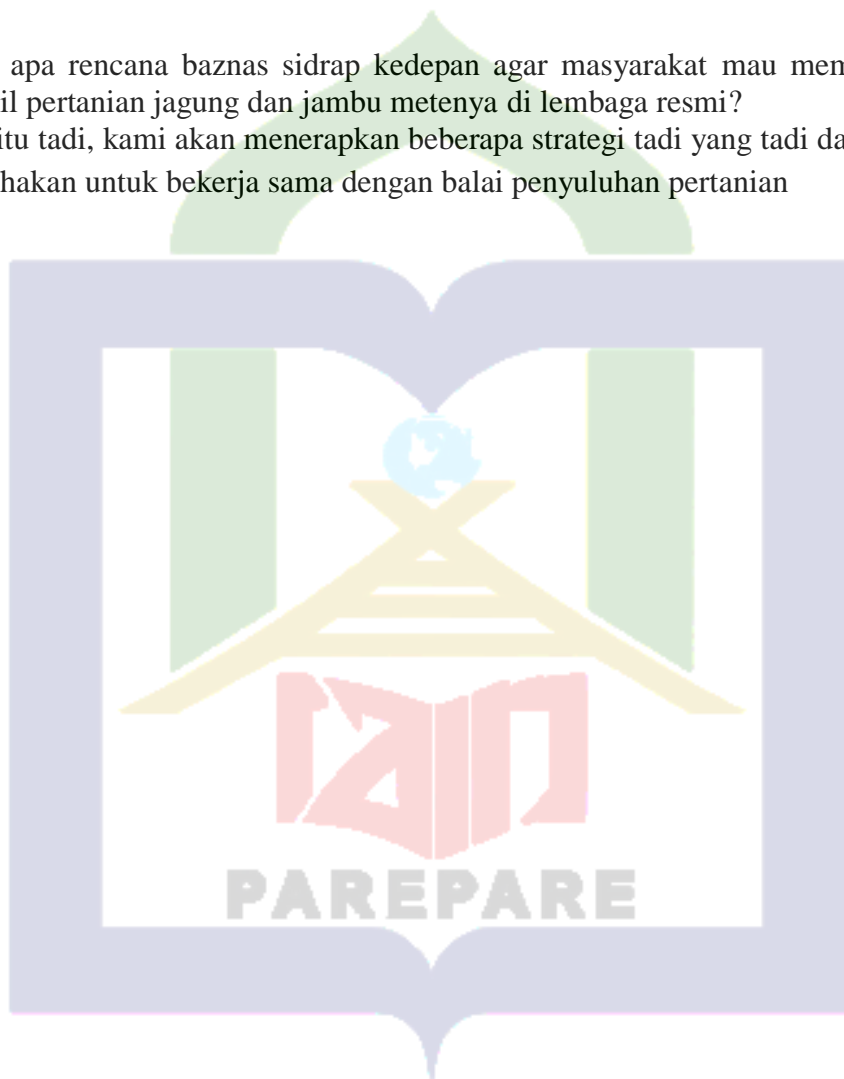 apa rencana baznas sidrap kedepan agar masyarakat mau mem
il pertanian jagung dan jambu metenya di lembaga resmi?
itu tadi, kami akan menerapkan beberapa strategi tadi yang tadi da
hakan untuk bekerja sama dengan balai penyuluhan pertanian
iain
PAREPARE